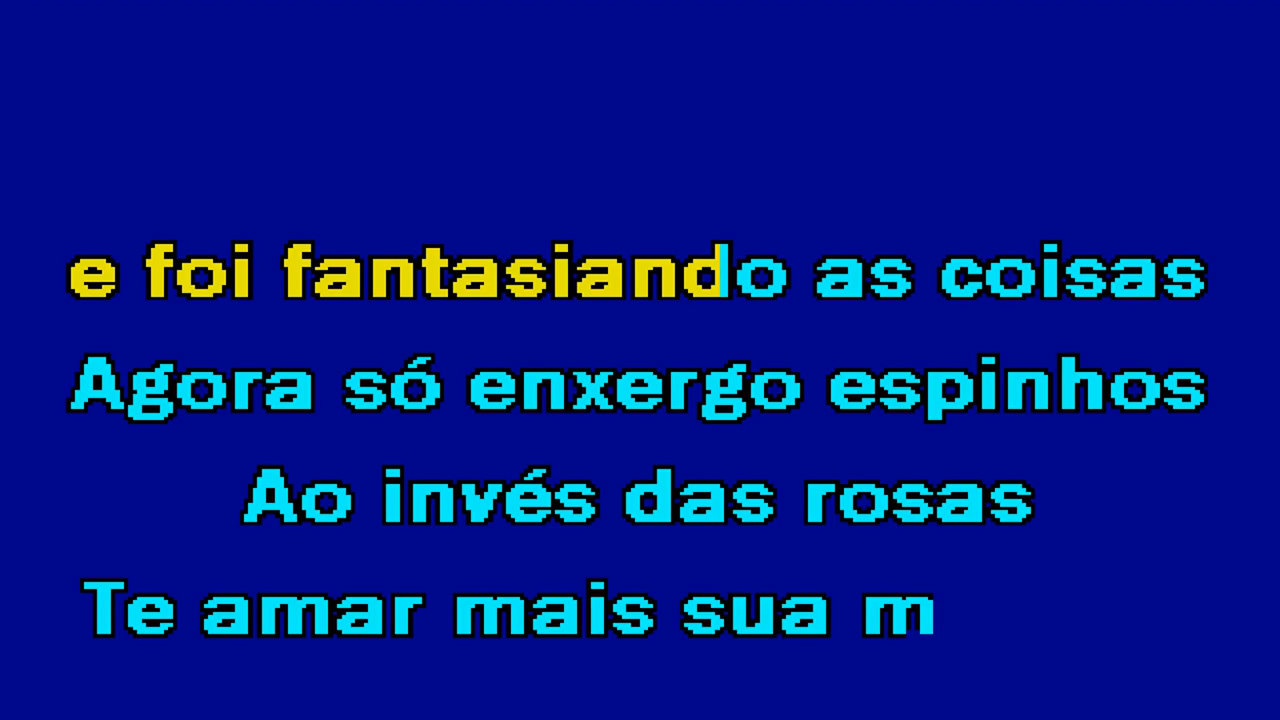 e foi fantasiando as coisas
Agora só enxergo espinhos
Ao invés das rosas
Te amar mais sua m